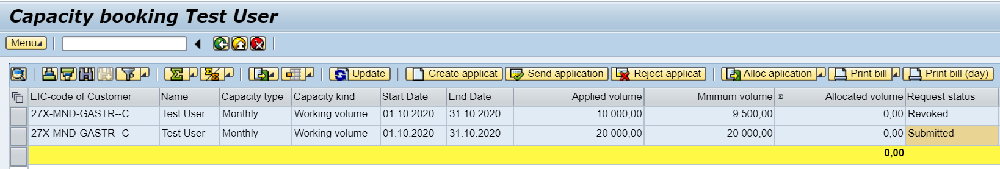 Capacity booking Test User
Menu
Update Create applicat Send application Reject applicat Alloc aplication Print bill Print bill (day)
EIC-code of Customer Name Capacity type Capacity kind Start Date End Date Applied volume Mnimum volume Σ Allocated volume Request status
27X-MND-GASTR--C Test User Monthly Working volume 01.10.2020 31.10.2020 10 000,00 9 500,00 0,00 Revoked
27X-MND-GASTR--C Test User Monthly Working volume 01.10.2020 31.10.2020 20 000,00 20 000,00 0,00 Submitted
0,00